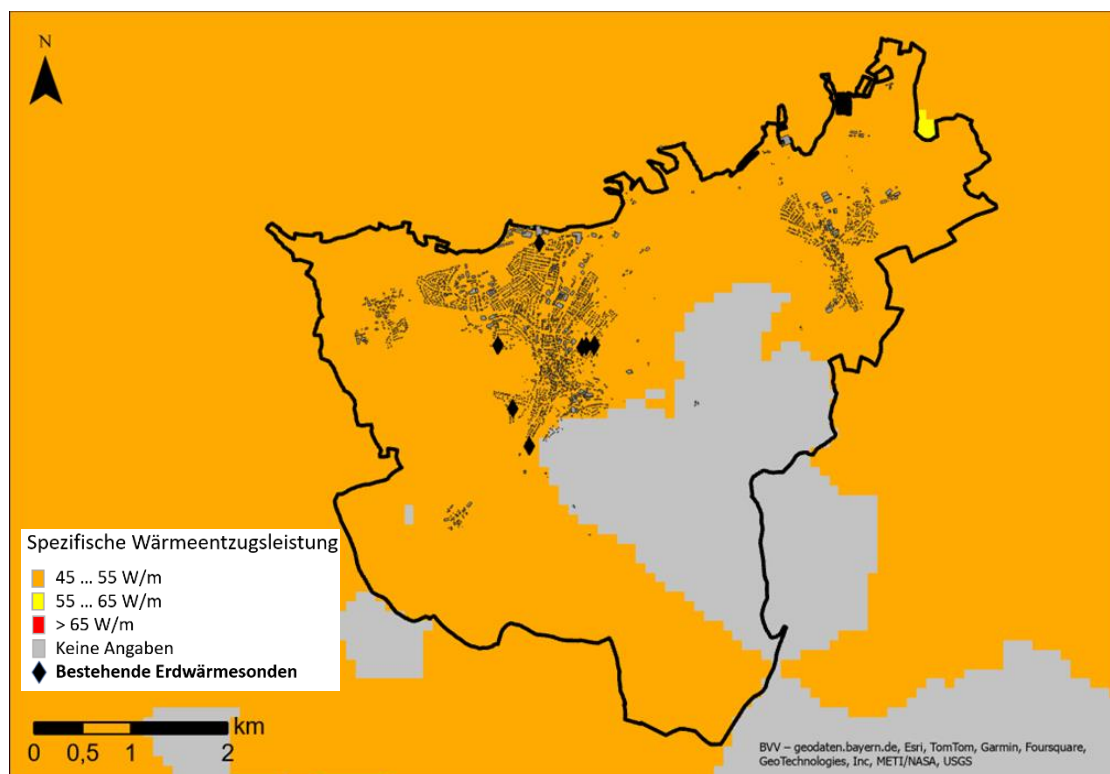 N
Spezifische Wärmeentzugsleistung
45 ... 55 W/m
55 ... 65 W/m
> 65 W/m
Keine Angaben
Bestehende Erdwärmesonden
km
0 0,5 1 2
BVV – geodaten.bayern.de, Esri, TomTom, Garmin, Foursquare,
GeoTechnologies, Inc, METI/NASA, USGS